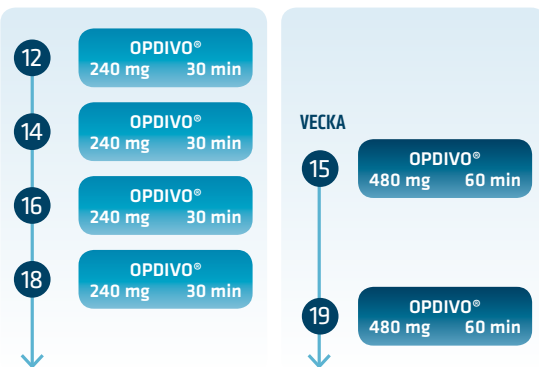 12
OPDIVO®
240 mg 30 min
14
OPDIVO®
240 mg 30 min
16
OPDIVO®
240 mg 30 min
18
OPDIVO®
240 mg 30 min
VECKA
15
OPDIVO®
480 mg 60 min
19
OPDIVO®
480 mg 60 min